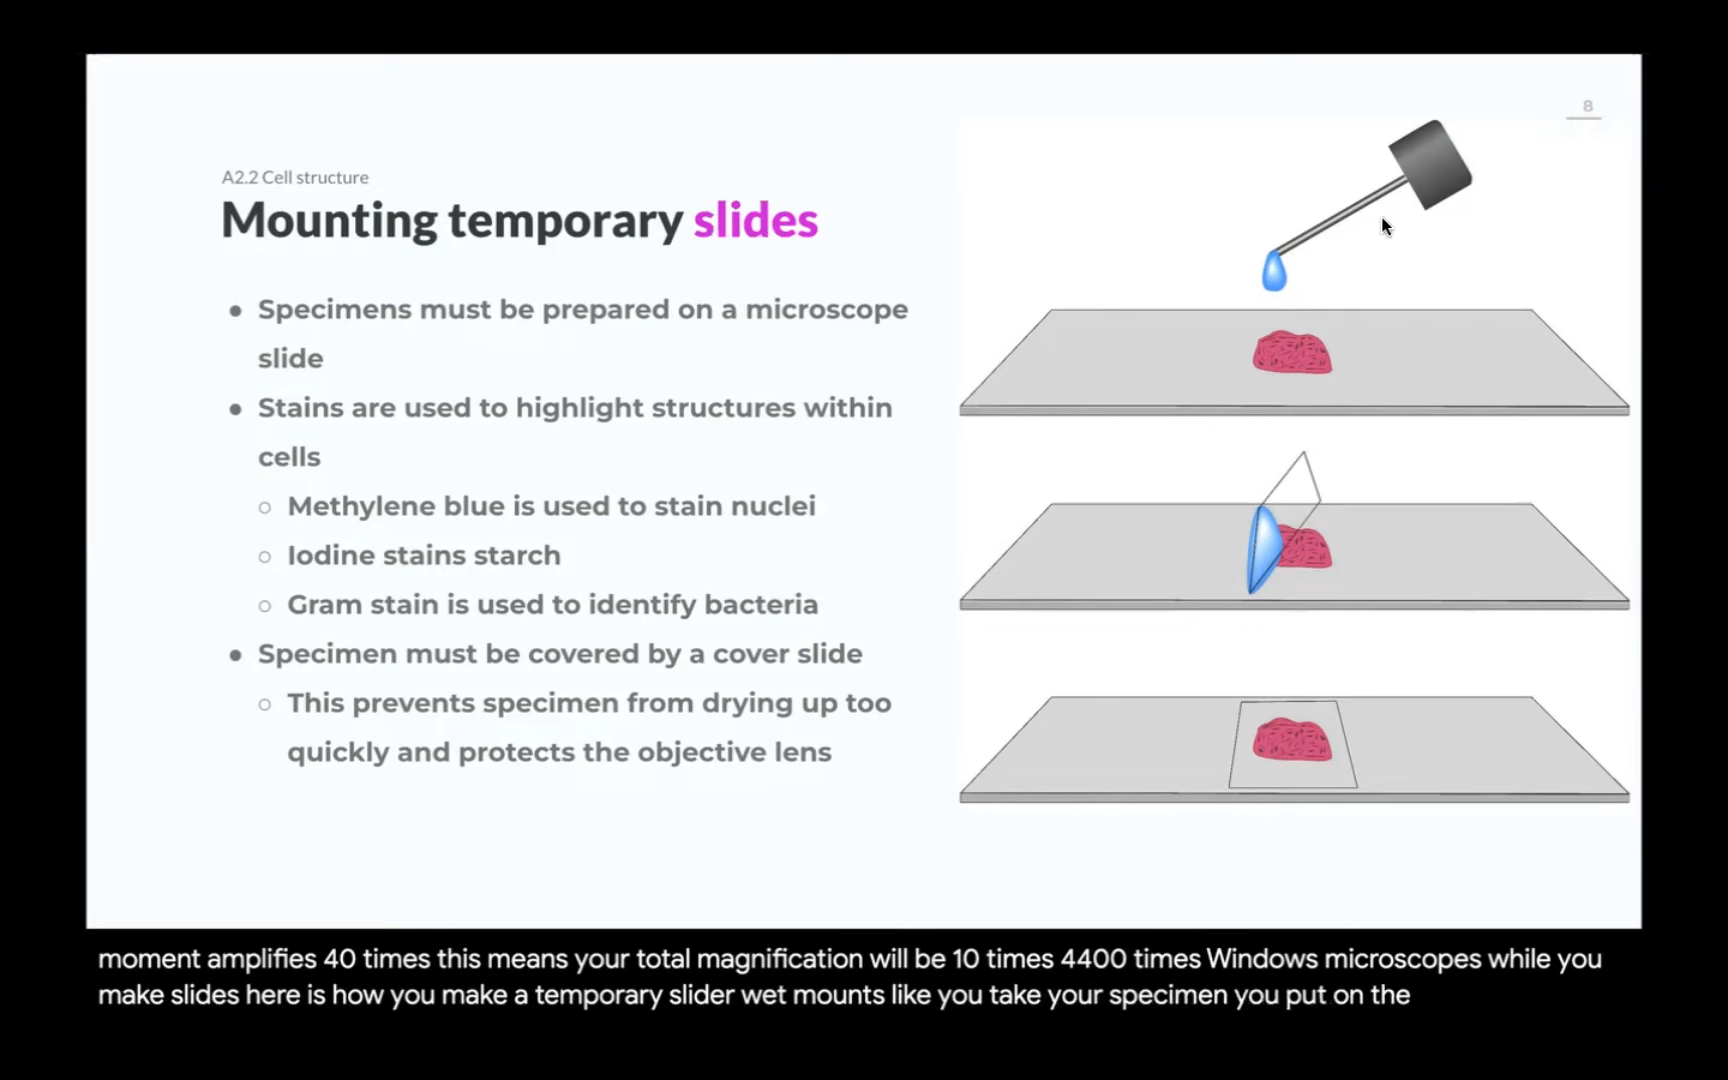 8
A2.2 Cell structure
Mounting temporary slides
● Specimens must be prepared on a microscope
slide
● Stains are used to highlight structures within
cells
○ Methylene blue is used to stain nuclei
○ Iodine stains starch
○ Gram stain is used to identify bacteria
● Specimen must be covered by a cover slide
○ This prevents specimen from drying up too
quickly and protects the objective lens
moment amplifies 40 times this means your total magnification will be 10 times 4400 times Windows microscopes while you
make slides here is how you make a temporary slider wet mounts like you take your specimen you put on the